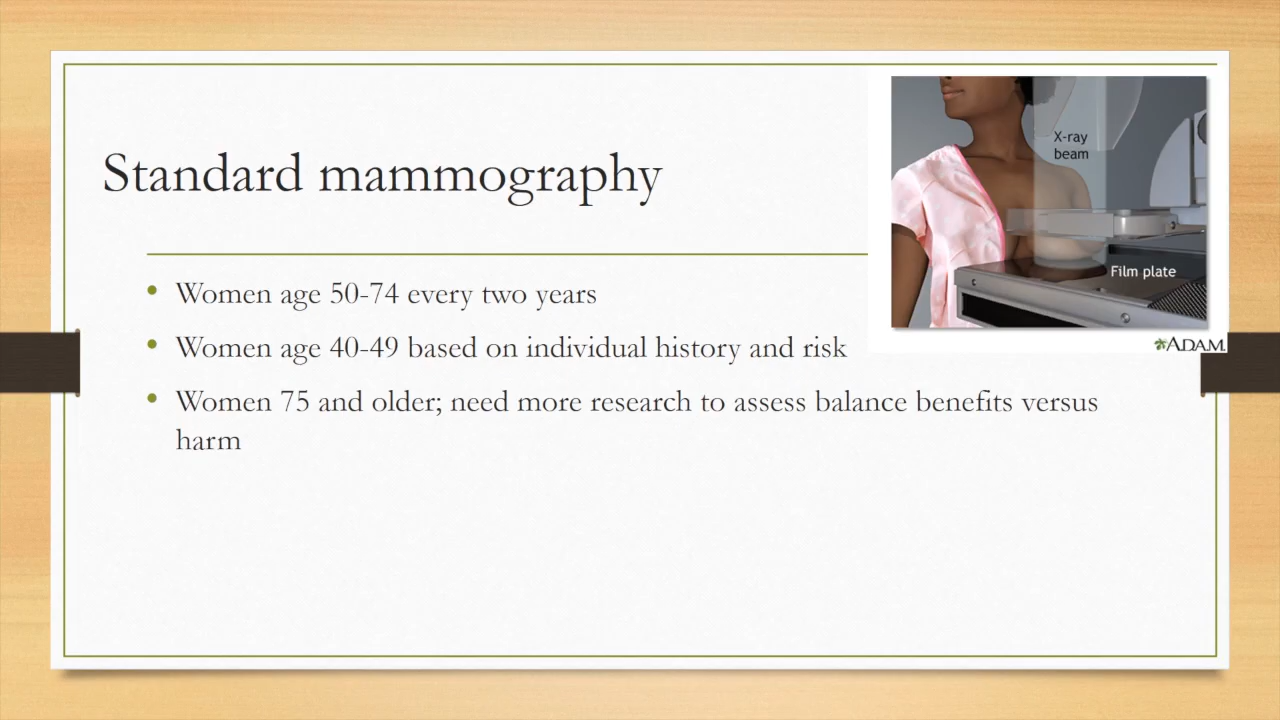 Standard mammography
X-ray
beam
Film plate
ADAM.
• Women age 50-74 every two years
• Women age 40-49 based on individual history and risk
• Women 75 and older; need more research to assess balance benefits versus
harm